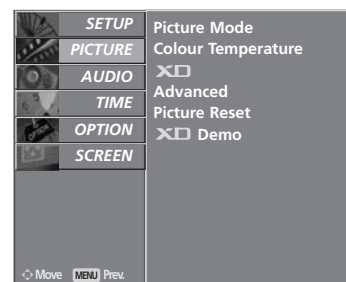 SETUP
PICTURE
AUDIO
TIME
OPTION
SCREEN
Move MENU Prev.
Picture Mode
Colour Temperature
XD
Advanced
Picture Reset
XD Demo